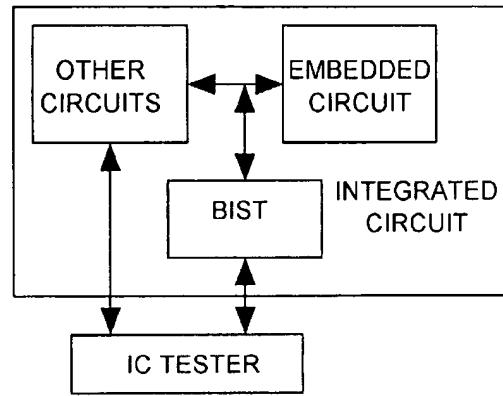 OTHER
CIRCUITS
EMBEDDED
CIRCUIT
BIST
INTEGRATED
CIRCUIT
IC TESTER